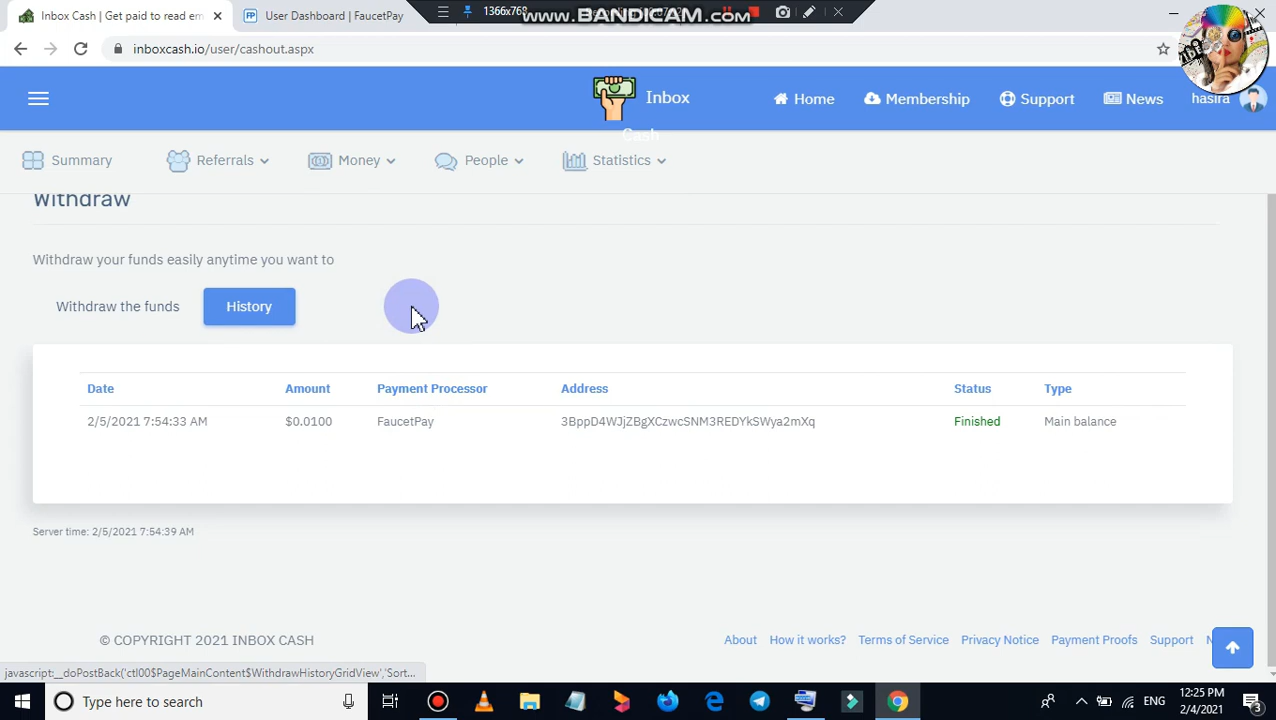 Inbox Cash | Get paid to read em
User Dashboard | FaucetPay
1366x768
www.BANDICAM.com
inboxcash.io/user/cashout.aspx
Inbox
Cash
Home
Membership
Support
News
hasira
Summary
Referrals
Money
People
Statistics
Withdraw
Withdraw your funds easily anytime you want to
Withdraw the funds
History
Date Amount Payment Processor Address Status Type
2/5/2021 7:54:33 AM $0.0100 FaucetPay 3BppD4WJjZBgXCzwcSNM3REDYkSWya2mXq Finished Main balance
Server time: 2/5/2021 7:54:39 AM
© COPYRIGHT 2021 INBOX CASH
About How it works? Terms of Service Privacy Notice Payment Proofs Support
javascript:__doPostBack('ctl00$PageMainContent$WithdrawHistoryGridView','Sort...
Type here to search
ENG
12:25 PM
2/4/2021
3